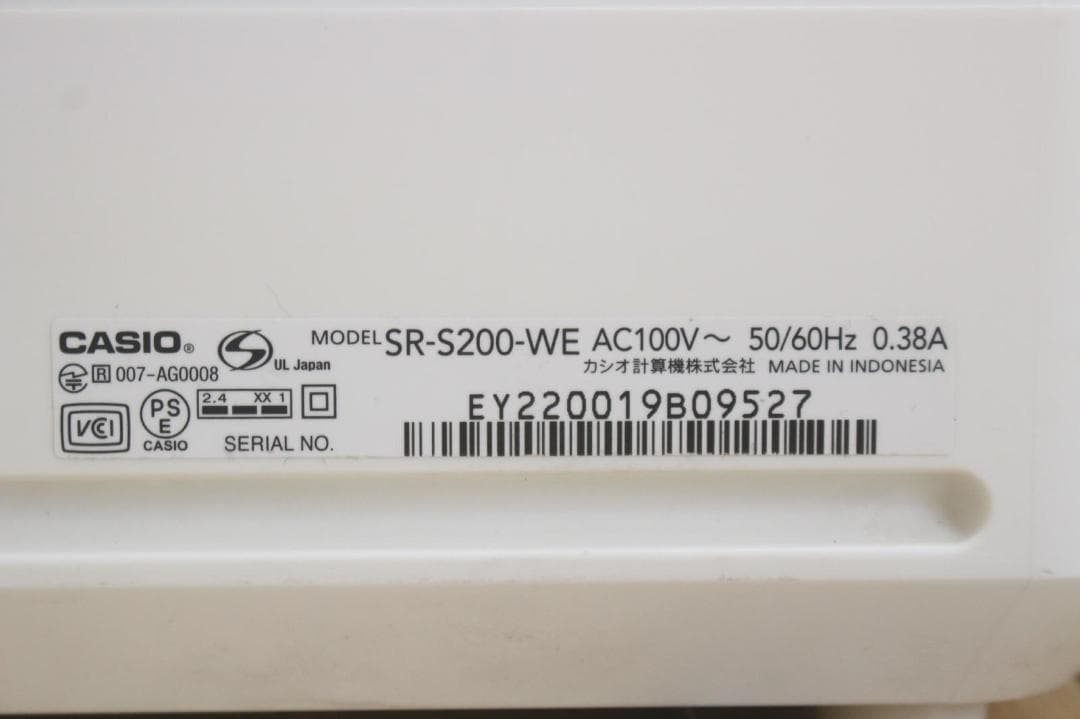 CASIO®
UL Japan
MODEL SR-S200-WE AC100V～ 50/60Hz 0.38A
カシオ計算機株式会社 MADE IN INDONESIA
R 007-AG0008
VCCI
PS
E
CASIO
2.4 XX 1
SERIAL NO.
EY220019B09527